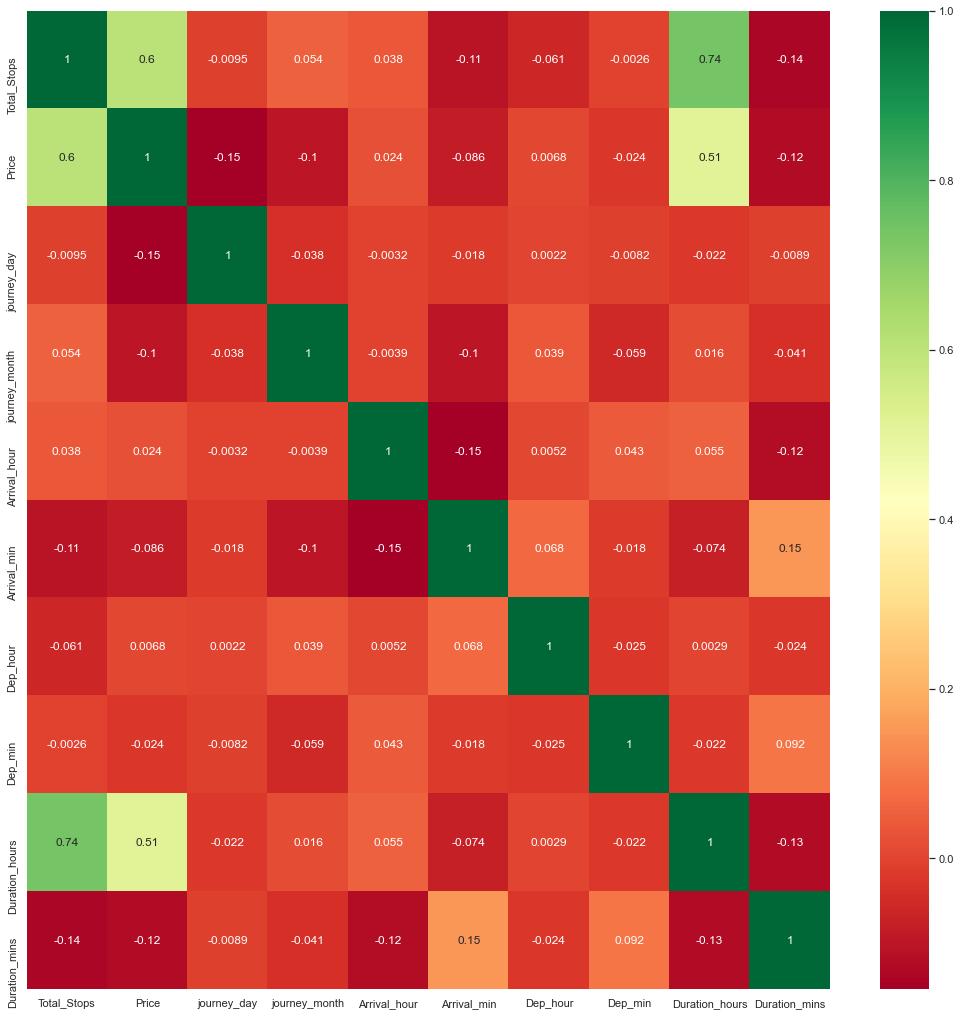 Total_Stops 1 0.6 -0.0095 0.054 0.038 -0.11 -0.061 -0.0026 0.74 -0.14
Price 0.6 1 -0.15 -0.1 0.024 -0.086 0.0068 -0.024 0.51 -0.12
journey_day -0.0095 -0.15 1 -0.038 -0.0032 -0.018 0.0022 -0.0082 -0.022 -0.0089
journey_month 0.054 -0.1 -0.038 1 -0.0039 -0.1 0.039 -0.059 0.016 -0.041
Arrival_hour 0.038 0.024 -0.0032 -0.0039 1 -0.15 0.0052 0.043 0.055 -0.12
Arrival_min -0.11 -0.086 -0.018 -0.1 -0.15 1 0.068 -0.018 -0.074 0.15
Dep_hour -0.061 0.0068 0.0022 0.039 0.0052 0.068 1 -0.025 0.0029 -0.024
Dep_min -0.0026 -0.024 -0.0082 -0.059 0.043 -0.018 -0.025 1 -0.022 0.092
Duration_hours 0.74 0.51 -0.022 0.016 0.055 -0.074 0.0029 -0.022 1 -0.13
Duration_mins -0.14 -0.12 -0.0089 -0.041 -0.12 0.15 -0.024 0.092 -0.13 1
Total_Stops Price journey_day journey_month Arrival_hour Arrival_min Dep_hour Dep_min Duration_hours Duration_mins
1.0
0.8
0.6
0.4
0.2
0.0